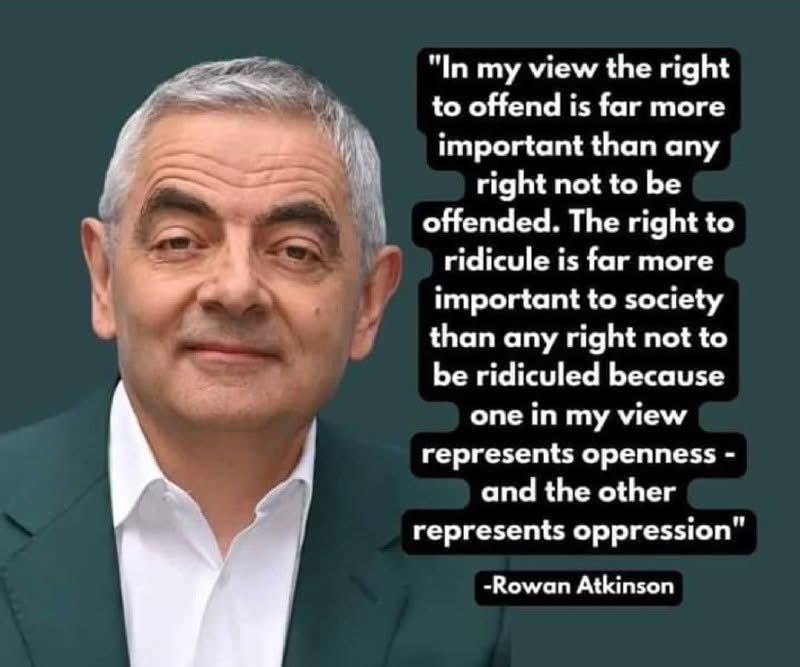 "In my view the right
to offend is far more
important than any
right not to be
offended. The right to
ridicule is far more
important to society
than any right not to
be ridiculed because
one in my view
represents openness -
and the other
represents oppression"
-Rowan Atkinson